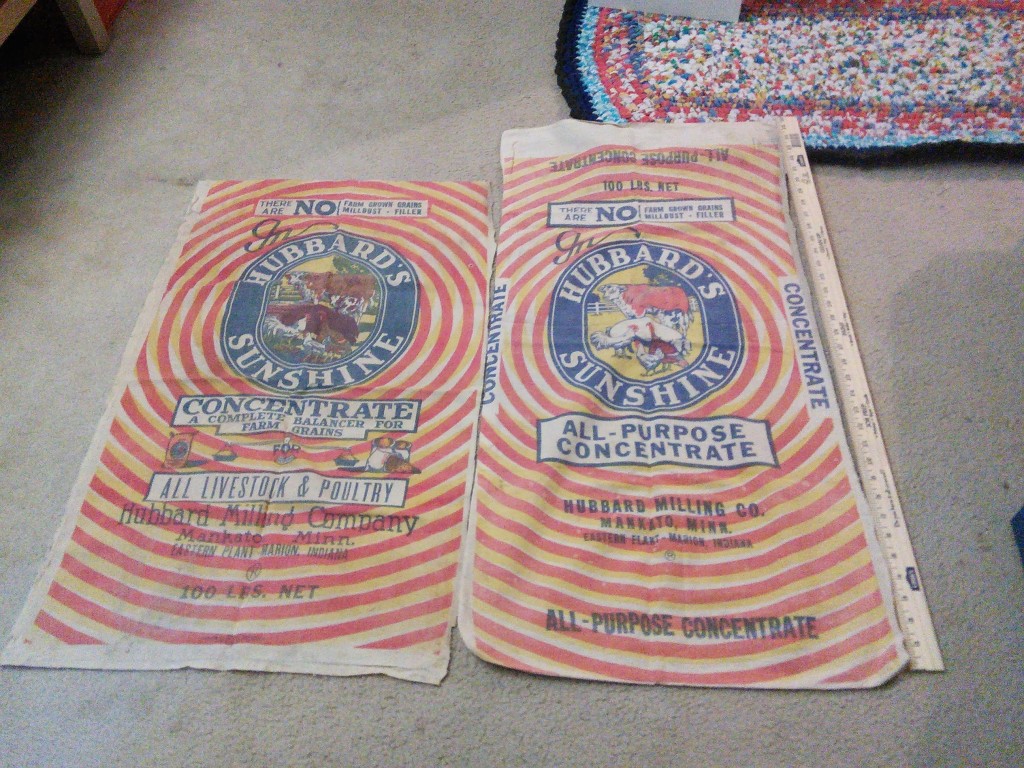 THERE ARE NO FARM GROWN GRAINS
MILLDUST - FILLER
In
HUBBARD'S
SUNSHINE
CONCENTRATE
A COMPLETE BALANCER FOR
FARM GRAINS
FOR
ALL LIVESTOCK & POULTRY
Hubbard Milling Company
Mankato Minn.
EASTERN PLANT MARION, INDIANA
®
100 LBS. NET
ALL-PURPOSE CONCENTRATE
100 LBS. NET
THERE ARE NO FARM GROWN GRAINS
MILLDUST - FILLER
In
HUBBARD'S
SUNSHINE
CONCENTRATE
CONCENTRATE
ALL-PURPOSE
CONCENTRATE
HUBBARD MILLING CO.
MANKATO, MINN.
EASTERN PLANT MARION, INDIANA
®
ALL-PURPOSE CONCENTRATE